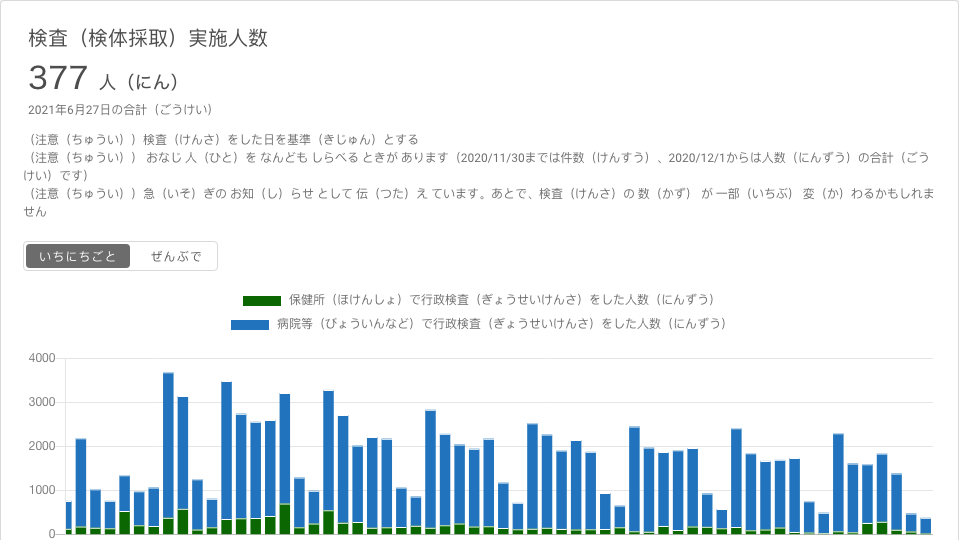 検査（検体採取）実施人数
377 人（にん）
2021年6月27日の合計（ごうけい）
（注意（ちゅうい））検査（けんさ）をした日を基準（きじゅん）とする
（注意（ちゅうい）） おなじ 人（ひと）を なんども しらべる ときが あります（2020/11/30までは件数（けんすう）、2020/12/1からは人数（にんずう）の合計（ごう
けい）です）
（注意（ちゅうい））急（いそ）ぎの お知（し）らせ として 伝（つた）え ています。あとで、検査（けんさ）の 数（かず） が 一部（いちぶ） 変（か）わるかもしれま
せん
いちにちごと ぜんぶで
保健所（ほけんしょ）で行政検査（ぎょうせいけんさ）をした人数（にんずう）
病院等（びょういんなど）で行政検査（ぎょうせいけんさ）をした人数（にんずう）
4000
3000
2000
1000
0